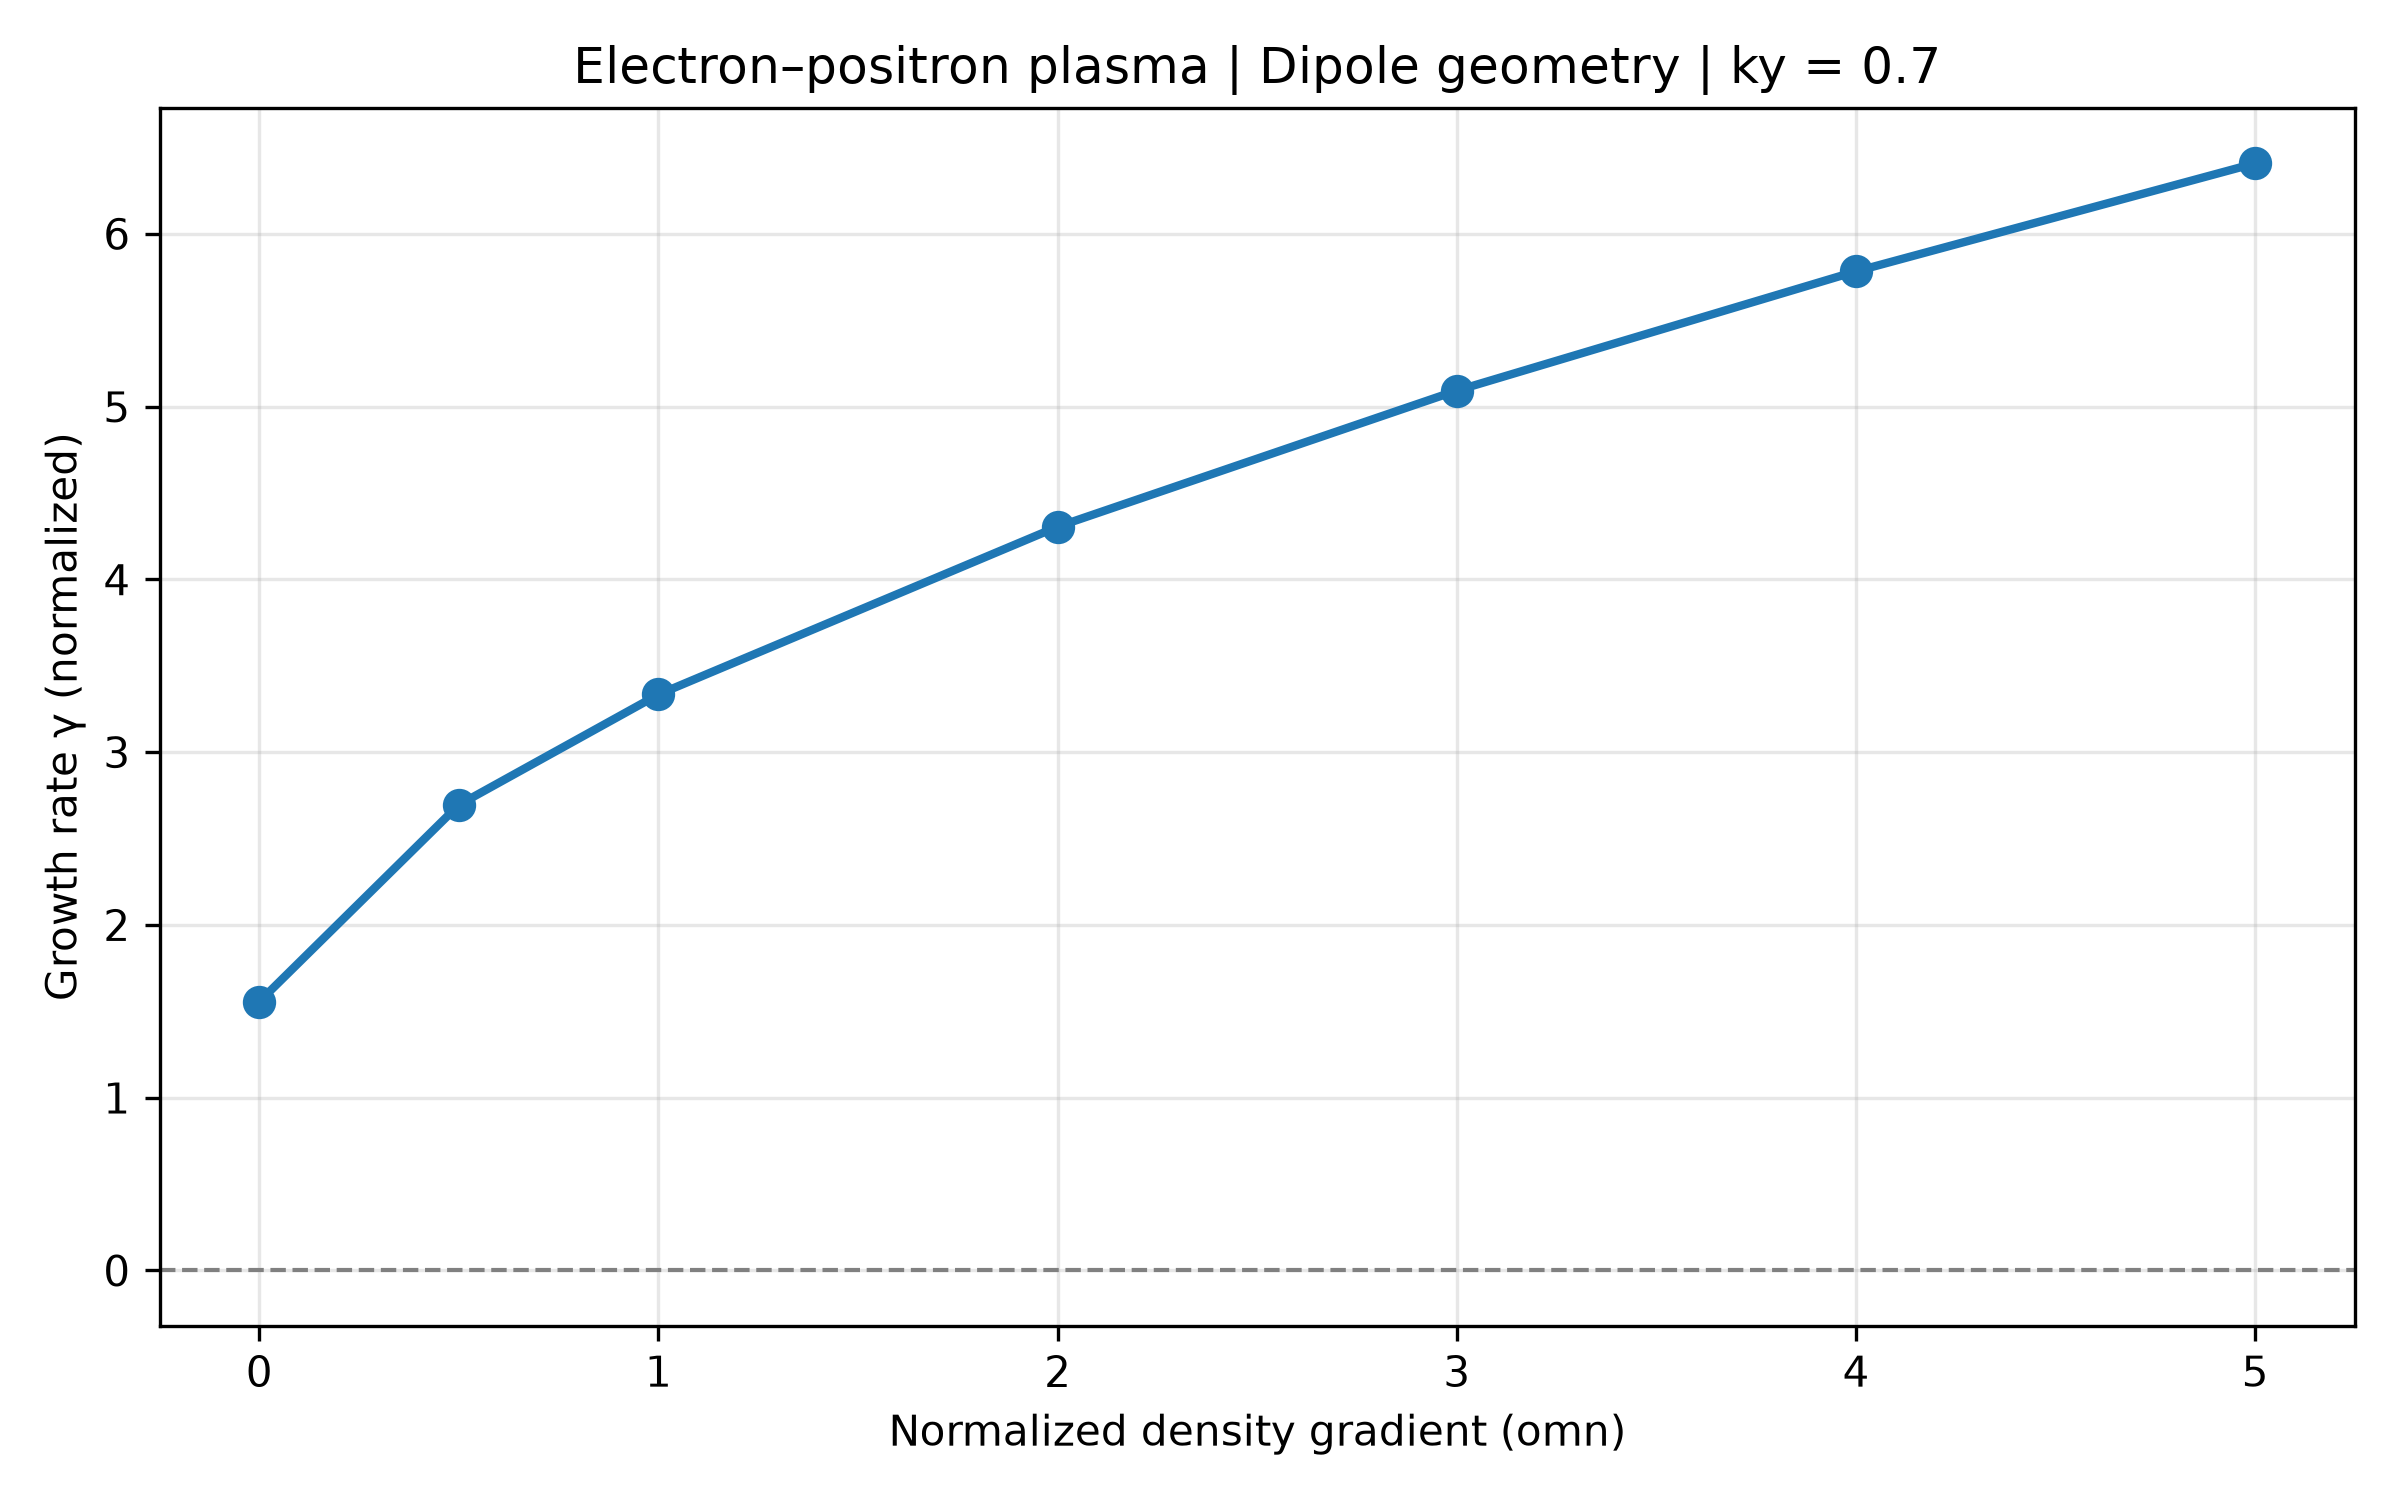 Electron–positron plasma | Dipole geometry | ky = 0.7
Growth rate γ (normalized)
6
5
4
3
2
1
0
0 1 2 3 4 5
Normalized density gradient (omn)